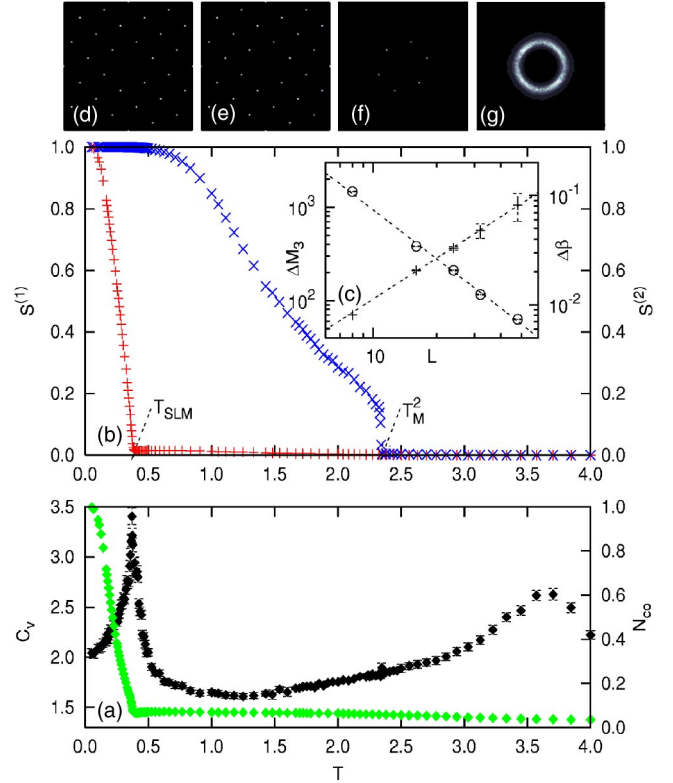 (d) (e) (f) (g)
1.0 1.0
0.8 0.8
0.6 0.6
0.4 0.4
0.2 0.2
0.0 0.0
S(1)
S(2)
10³ 10⁻¹
10² 10⁻²
ΔM₃
Δβ
(c)
10 L
T_SLM
T_M²
(b)
0.0 0.5 1.0 1.5 2.0 2.5 3.0 3.5 4.0
3.5 1.0
3.0 0.8
2.5 0.6
2.0 0.4
1.5 0.2
0.0
C_v
N_co
(a)
0.0 0.5 1.0 1.5 2.0 2.5 3.0 3.5 4.0
T